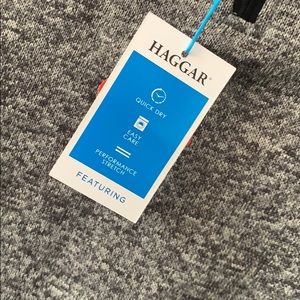 HAGGAR®
QUICK DRY
EASY
CARE
PERFORMANCE
STRETCH
FEATURING